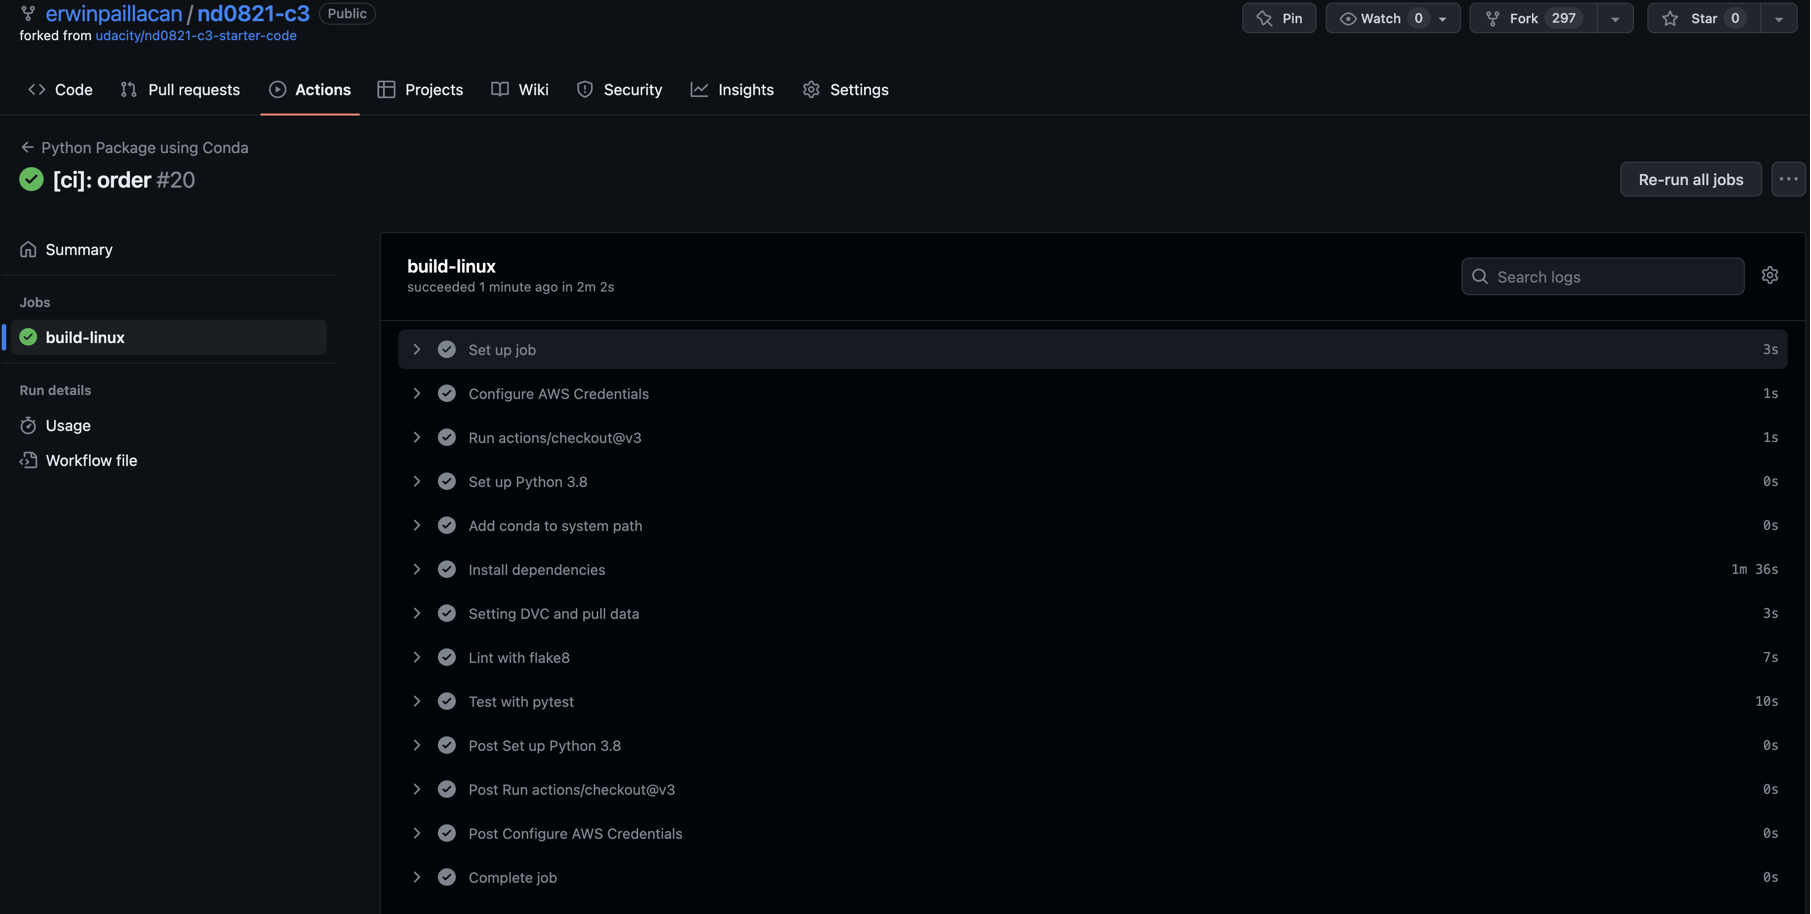 erwinpaillacan / nd0821-c3 Public
Pin Watch 0 Fork 297 Star 0
forked from udacity/nd0821-c3-starter-code
Code Pull requests Actions Projects Wiki Security Insights Settings
Python Package using Conda
[ci]: order #20
Re-run all jobs
Summary
Jobs
build-linux
Run details
Usage
Workflow file
build-linux
succeeded 1 minute ago in 2m 2s
Search logs
Set up job 3s
Configure AWS Credentials 1s
Run actions/checkout@v3 1s
Set up Python 3.8 0s
Add conda to system path 0s
Install dependencies 1m 36s
Setting DVC and pull data 3s
Lint with flake8 7s
Test with pytest 10s
Post Set up Python 3.8 0s
Post Run actions/checkout@v3 0s
Post Configure AWS Credentials 0s
Complete job 0s